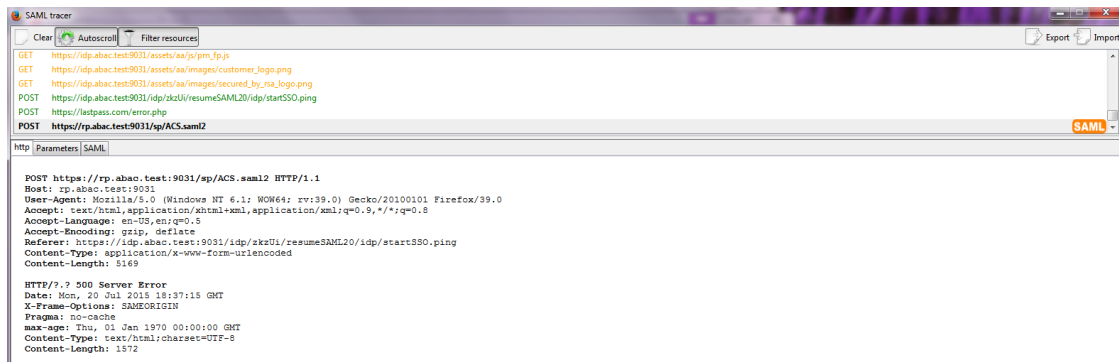 SAML tracer
Clear Autoscroll Filter resources Export Import
GET https://idp.abac.test:9031/assets/aa/js/pm_fp.js
GET https://idp.abac.test:9031/assets/aa/images/customer_logo.png
GET https://idp.abac.test:9031/assets/aa/images/secured_by_rsa_logo.png
POST https://idp.abac.test:9031/idp/zkzUi/resumeSAML20/idp/startSSO.ping
POST https://lastpass.com/error.php
POST https://rp.abac.test:9031/sp/ACS.saml2 SAML
http Parameters SAML
POST https://rp.abac.test:9031/sp/ACS.saml2 HTTP/1.1
Host: rp.abac.test:9031
User-Agent: Mozilla/5.0 (Windows NT 6.1; WOW64; rv:39.0) Gecko/20100101 Firefox/39.0
Accept: text/html,application/xhtml+xml,application/xml;q=0.9,*/*;q=0.8
Accept-Language: en-US,en;q=0.5
Accept-Encoding: gzip, deflate
Referer: https://idp.abac.test:9031/idp/zkzUi/resumeSAML20/idp/startSSO.ping
Content-Type: application/x-www-form-urlencoded
Content-Length: 5169
HTTP/?.? 500 Server Error
Date: Mon, 20 Jul 2015 18:37:15 GMT
X-Frame-Options: SAMEORIGIN
Pragma: no-cache
max-age: Thu, 01 Jan 1970 00:00:00 GMT
Content-Type: text/html;charset=UTF-8
Content-Length: 1572